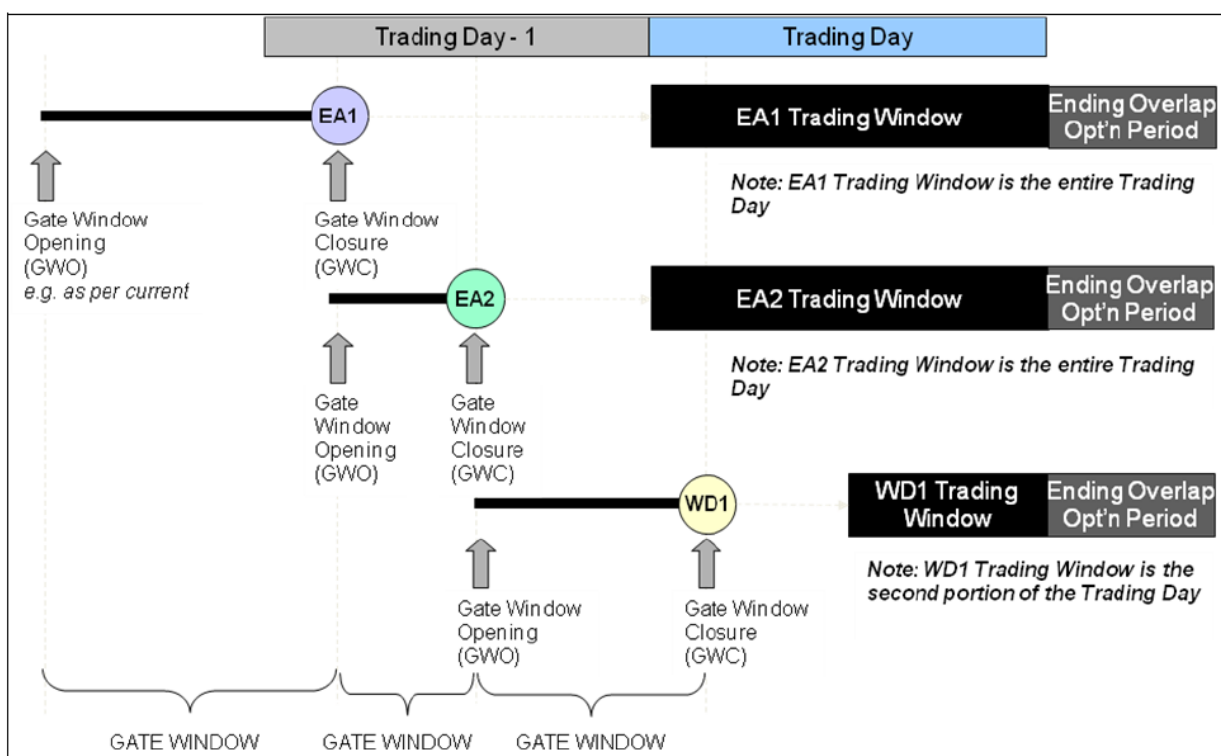 Trading Day - 1
Trading Day
EA1
EA1 Trading Window
Ending Overlap
Opt'n Period
Note: EA1 Trading Window is the entire Trading
Day
Gate Window
Opening
(GWO)
e.g. as per current
Gate Window
Closure
(GWC)
EA2
EA2 Trading Window
Ending Overlap
Opt'n Period
Note: EA2 Trading Window is the entire Trading
Day
Gate
Window
Opening
(GWO)
Gate
Window
Closure
(GWC)
WD1
WD1 Trading
Window
Ending Overlap
Opt'n Period
Note: WD1 Trading Window is the
second portion of the Trading Day
Gate Window
Opening
(GWO)
Gate Window
Closure
(GWC)
GATE WINDOW
GATE WINDOW
GATE WINDOW